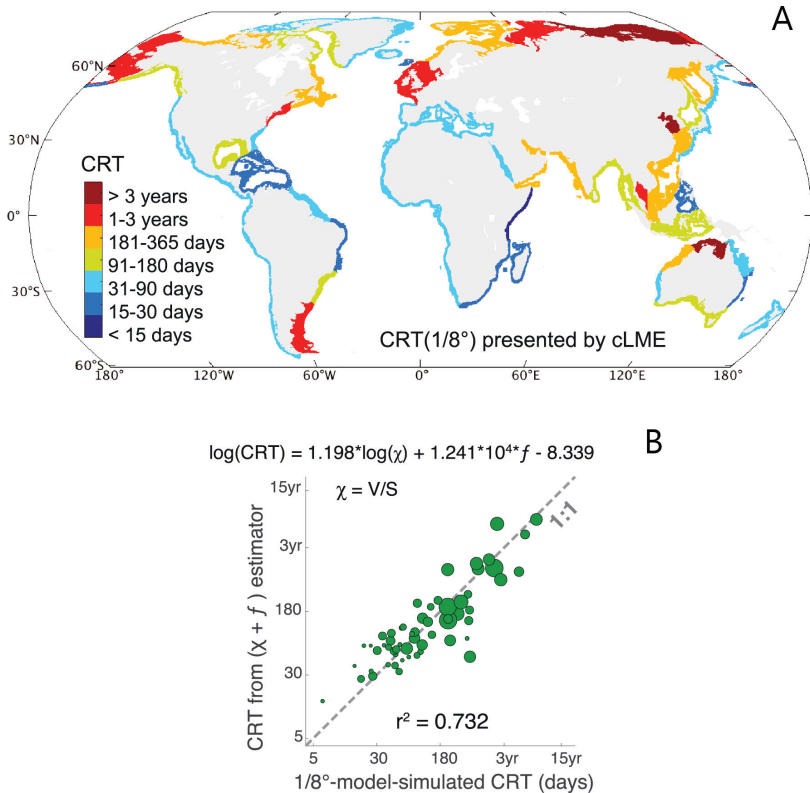 A
60°N
30°N
0°
30°S
60°S
CRT
> 3 years
1-3 years
181-365 days
91-180 days
31-90 days
15-30 days
< 15 days
CRT(1/8°) presented by cLME
180° 120°W 60°W 0° 60°E 120°E 180°
B
log(CRT) = 1.198*log(χ) + 1.241*10⁴*ƒ - 8.339
χ = V/S
1:1
CRT from (χ + ƒ ) estimator
15yr
3yr
180
30
5
r² = 0.732
5 30 180 3yr 15yr
1/8°-model-simulated CRT (days)